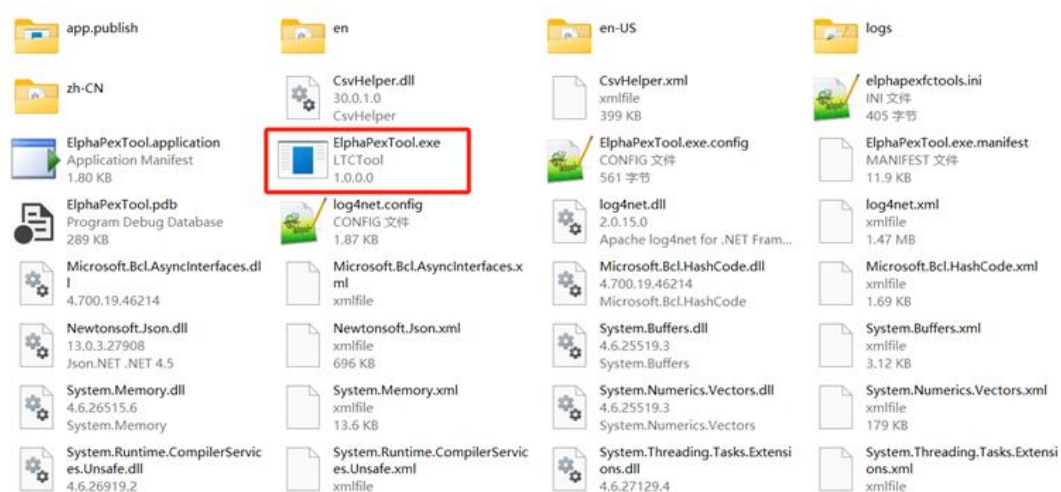 app.publish
en
en-US
logs
zh-CN
CsvHelper.dll
30.0.1.0
CsvHelper
CsvHelper.xml
xmlfile
399 KB
elphapexfctools.ini
INI 文件
405 字节
ElphaPexTool.application
Application Manifest
1.80 KB
ElphaPexTool.exe
LTCTool
1.0.0.0
ElphaPexTool.exe.config
CONFIG 文件
561 字节
ElphaPexTool.exe.manifest
MANIFEST 文件
11.9 KB
ElphaPexTool.pdb
Program Debug Database
289 KB
log4net.config
CONFIG 文件
1.87 KB
log4net.dll
2.0.15.0
Apache log4net for .NET Fram...
log4net.xml
xmlfile
1.47 MB
Microsoft.Bcl.AsyncInterfaces.dl
l
4.700.19.46214
Microsoft.Bcl.AsyncInterfaces.x
ml
xmlfile
Microsoft.Bcl.HashCode.dll
4.700.19.46214
Microsoft.Bcl.HashCode
Microsoft.Bcl.HashCode.xml
xmlfile
1.69 KB
Newtonsoft.Json.dll
13.0.3.27908
Json.NET .NET 4.5
Newtonsoft.Json.xml
xmlfile
696 KB
System.Buffers.dll
4.6.25519.3
System.Buffers
System.Buffers.xml
xmlfile
3.12 KB
System.Memory.dll
4.6.26515.6
System.Memory
System.Memory.xml
xmlfile
13.6 KB
System.Numerics.Vectors.dll
4.6.25519.3
System.Numerics.Vectors
System.Numerics.Vectors.xml
xmlfile
179 KB
System.Runtime.CompilerServic
es.Unsafe.dll
4.6.26919.2
System.Runtime.CompilerServic
es.Unsafe.xml
xmlfile
System.Threading.Tasks.Extensi
ons.dll
4.6.27129.4
System.Threading.Tasks.Extensi
ons.xml
xmlfile